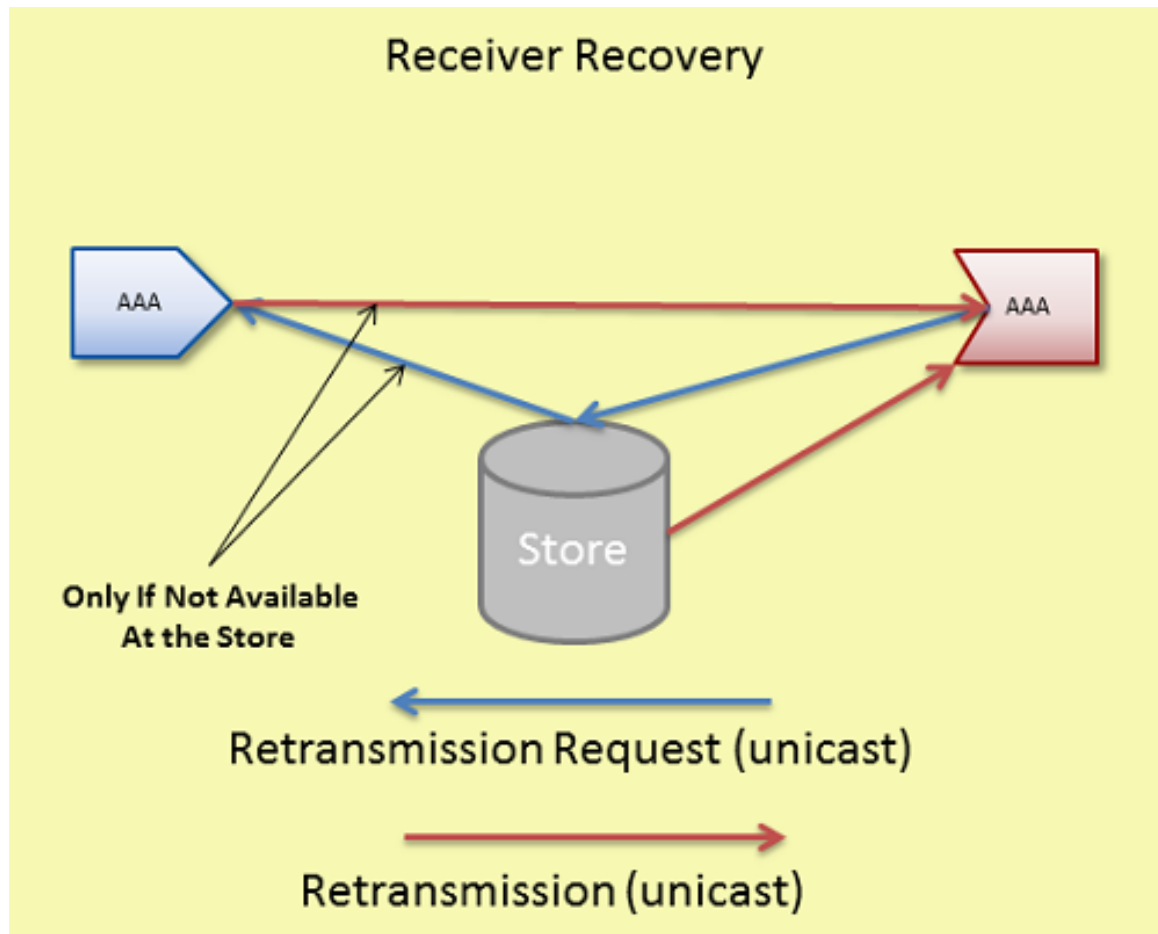 Receiver Recovery
AAA
AAA
Store
Only If Not Available
At the Store
Retransmission Request (unicast)
Retransmission (unicast)